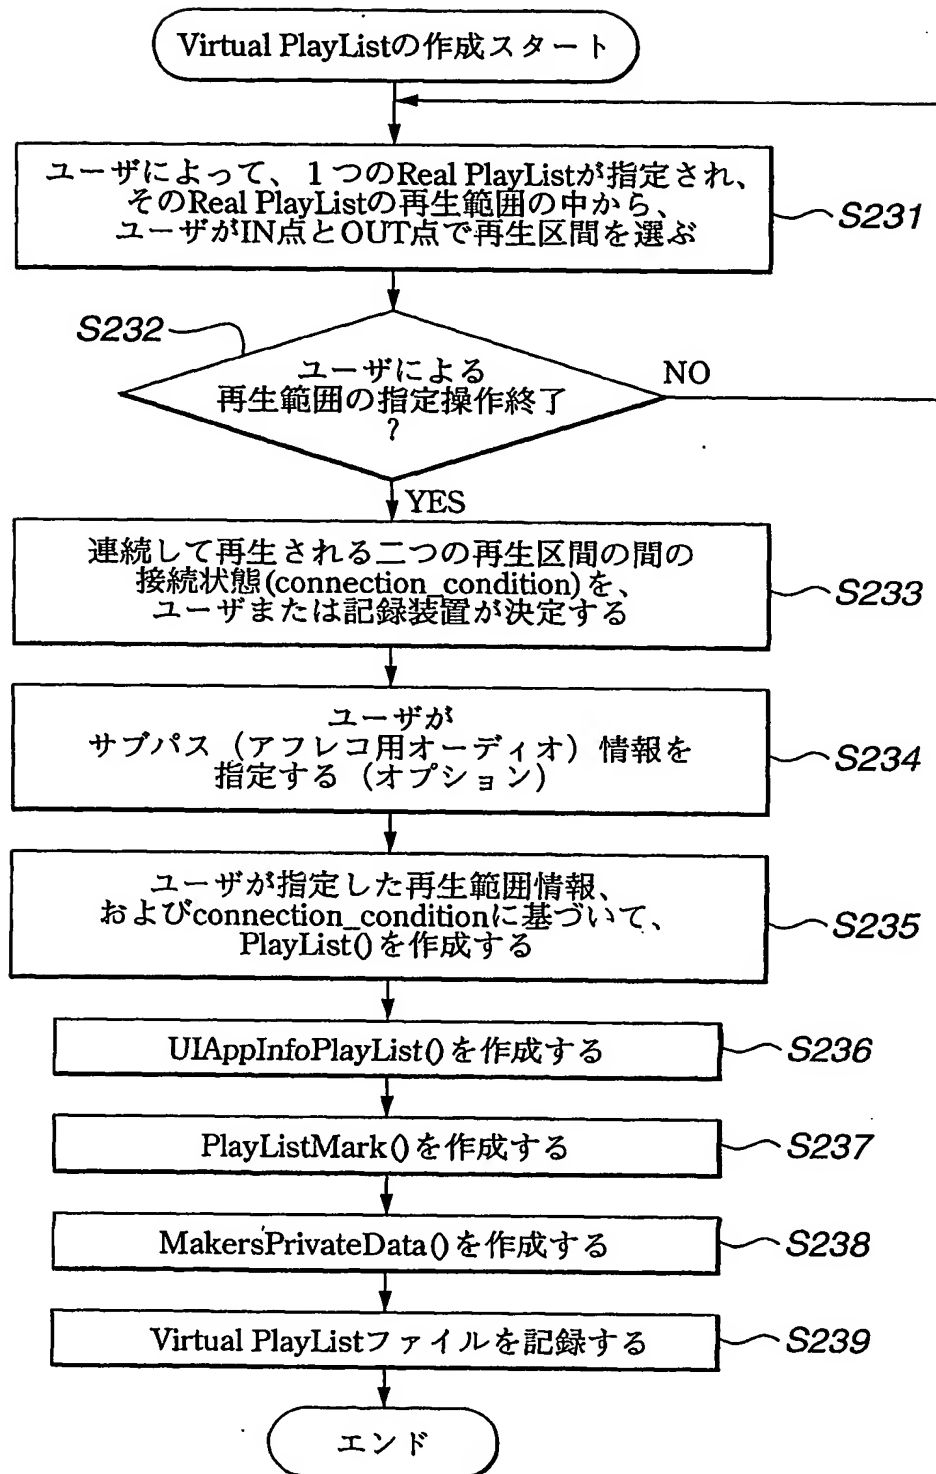 Virtual PlayListの作成スタート
ユーザによって、１つのReal PlayListが指定され、
そのReal PlayListの再生範囲の中から、
ユーザがIN点とOUT点で再生区間を選ぶ
S231
S232
ユーザによる
再生範囲の指定操作終了
?
NO
YES
連続して再生される二つの再生区間の間の
接続状態(connection_condition)を、
ユーザまたは記録装置が決定する
S233
ユーザが
サブパス（アフレコ用オーディオ）情報を
指定する（オプション）
S234
ユーザが指定した再生範囲情報、
およびconnection_conditionに基づいて、
PlayList()を作成する
S235
UIAppInfoPlayList()を作成する
S236
PlayListMark()を作成する
S237
MakersPrivateData()を作成する
S238
Virtual PlayListファイルを記録する
S239
エンド